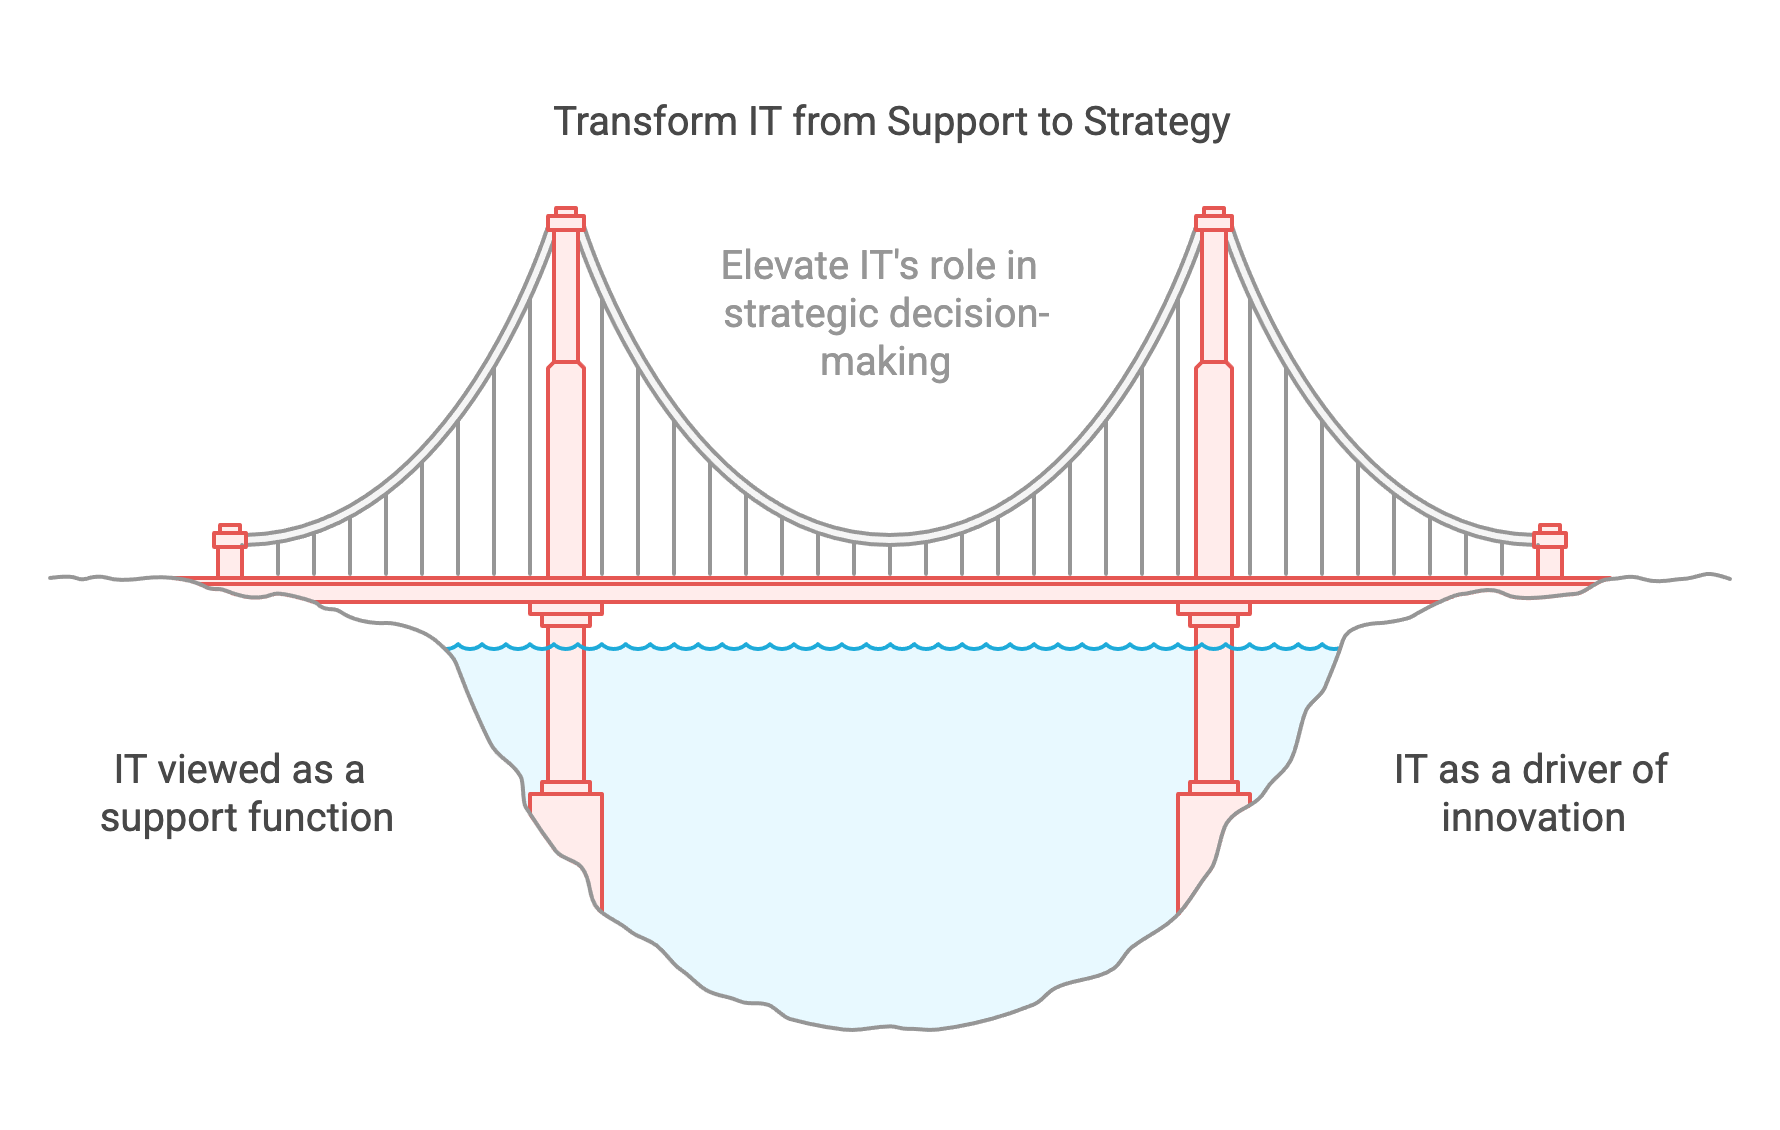 Transform IT from Support to Strategy
Elevate IT's role in
strategic decision-
making
IT viewed as a
support function
IT as a driver of
innovation